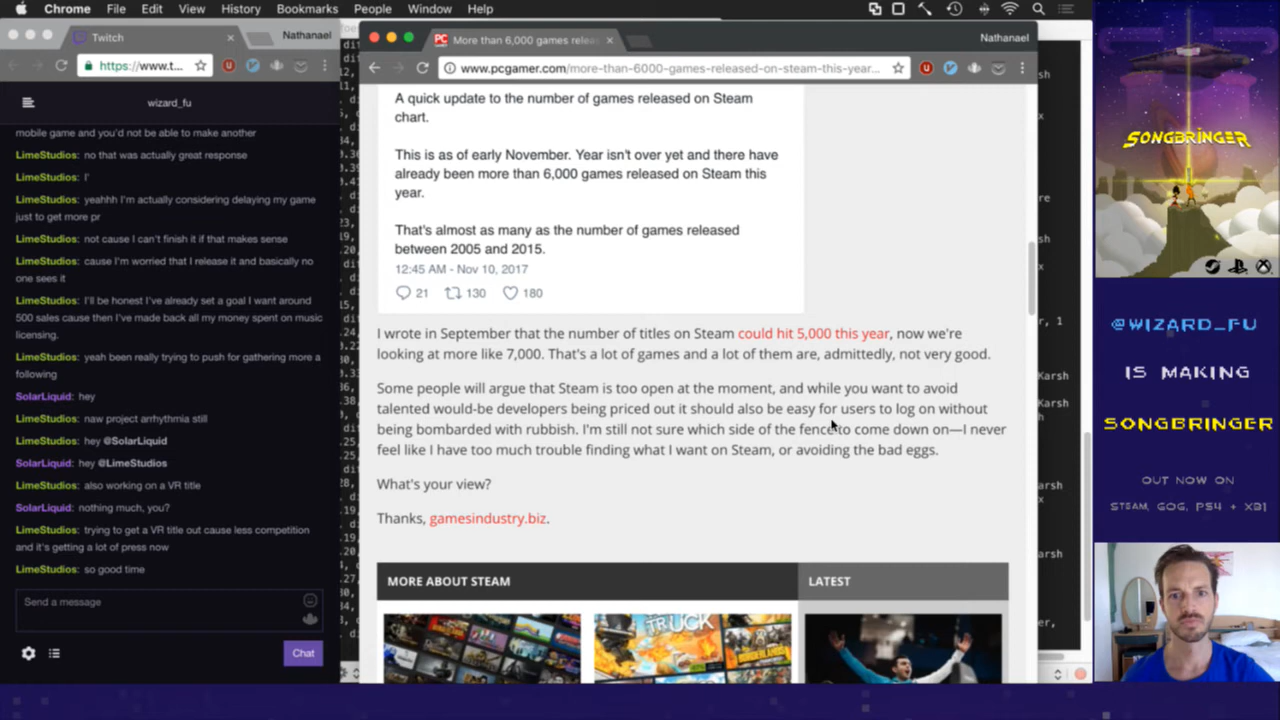 Chrome File Edit View History Bookmarks People Window Help
Twitch
Nathanael
https://www.t...
wizard_fu
mobile game and you'd not be able to make another
LimeStudios: no that was actually great response
LimeStudios: I'
LimeStudios: yeahhh I'm actually considering delaying my game
just to get more pr
LimeStudios: not cause I can't finish it if that makes sense
LimeStudios: cause I'm worried that I release it and basically no
one sees it
LimeStudios: I'll be honest I've already set a goal I want around
500 sales cause then I've made back all my money spent on music
licensing.
LimeStudios: yeah been really trying to push for gathering more a
following
SolarLiquid: hey
LimeStudios: naw project arrhythmia still
LimeStudios: hey @SolarLiquid
SolarLiquid: hey @LimeStudios
LimeStudios: also working on a VR title
SolarLiquid: nothing much, you?
LimeStudios: trying to get a VR title out cause less competition
and it's getting a lot of press now
LimeStudios: so good time
Send a message
Chat
More than 6,000 games relea
Nathanael
www.pcgamer.com/more-than-6000-games-released-on-steam-this-year...
A quick update to the number of games released on Steam
chart.
This is as of early November. Year isn't over yet and there have
already been more than 6,000 games released on Steam this
year.
That's almost as many as the number of games released
between 2005 and 2015.
12:45 AM - Nov 10, 2017
21 130 180
I wrote in September that the number of titles on Steam could hit 5,000 this year, now we're
looking at more like 7,000. That's a lot of games and a lot of them are, admittedly, not very good.
Some people will argue that Steam is too open at the moment, and while you want to avoid
talented would-be developers being priced out it should also be easy for users to log on without
being bombarded with rubbish. I'm still not sure which side of the fence to come down on—I never
feel like I have too much trouble finding what I want on Steam, or avoiding the bad eggs.
What's your view?
Thanks, gamesindustry.biz.
MORE ABOUT STEAM
LATEST
TRUCK
Karsh
Karsh
Karsh
SONGBRINGER
@WIZARD_FU
IS MAKING
SONGBRINGER
OUT NOW ON
STEAM, GOG, PS4 + XB1